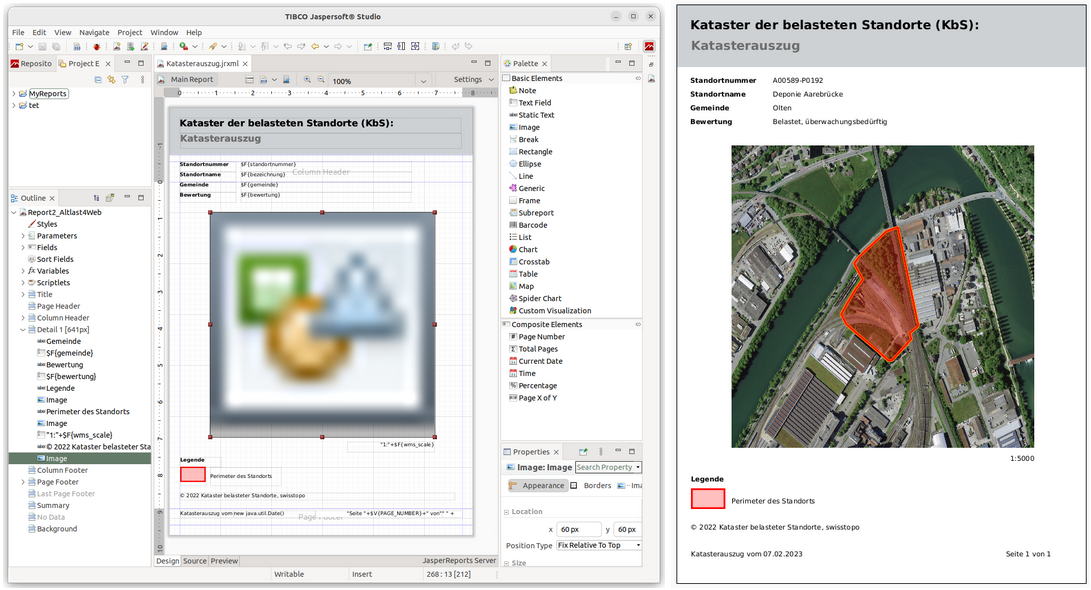 TIBCO Jaspersoft® Studio
File Edit View Navigate Project Window Help
Reposito Project E
MyReports
tet
Outline
Report2_Altlast4Web
Styles
Parameters
Fields
Sort Fields
Variables
Scriptlets
Title
Page Header
Column Header
Detail 1 [641px]
Gemeinde
$F{gemeinde}
Bewertung
$F{bewertung}
Legende
Image
Perimeter des Standorts
Image
"1:"+$F{wms_scale}
© 2022 Kataster belasteter Sta
Image
Column Footer
Page Footer
Last Page Footer
Summary
No Data
Background
Katasterauszug.jrxml
Main Report 100% Settings
0 1 2 3 4 5 6 7 8
Kataster der belasteten Standorte (KbS):
Katasterauszug
Standortnummer $F{standortnummer}
Column Header
Standortname $F{bezeichnung}
Gemeinde $F{gemeinde}
Bewertung $F{bewertung}
"1:"+$F{wms_scale}
Legende
Perimeter des Standorts
© 2022 Kataster belasteter Standorte, swisstopo
Katasterauszug vom new java.util.Date() Page Footer "Seite "+$V{PAGE_NUMBER}+" von"" " +
Design Source Preview JasperReports Server
Writable Insert 268 : 13 [212]
Palette
Basic Elements
Note
Text Field
Static Text
Image
Break
Rectangle
Ellipse
Line
Generic
Frame
Subreport
Barcode
List
Chart
Crosstab
Table
Map
Spider Chart
Custom Visualization
Composite Elements
Page Number
Total Pages
Current Date
Time
Percentage
Page X of Y
Properties
Image: Image Search Property
Appearance Borders Ima
Location
x 60 px y 60 px
Position Type Fix Relative To Top
Size
Kataster der belasteten Standorte (KbS):
Katasterauszug
Standortnummer A00589-P0192
Standortname Deponie Aarebrücke
Gemeinde Olten
Bewertung Belastet, überwachungsbedürftig
1:5000
Legende
Perimeter des Standorts
© 2022 Kataster belasteter Standorte, swisstopo
Katasterauszug vom 07.02.2023 Seite 1 von 1